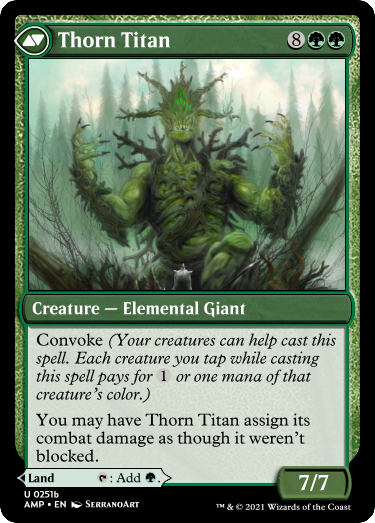 Thorn Titan 8
Creature — Elemental Giant
Convoke (Your creatures can help cast this
spell. Each creature you tap while casting
this spell pays for 1 or one mana of that
creature's color.)
You may have Thorn Titan assign its
combat damage as though it weren't
blocked.
Land : Add .
7/7
U 0251b
AMP • EN SERRANOART
™ & © 2021 Wizards of the Coast